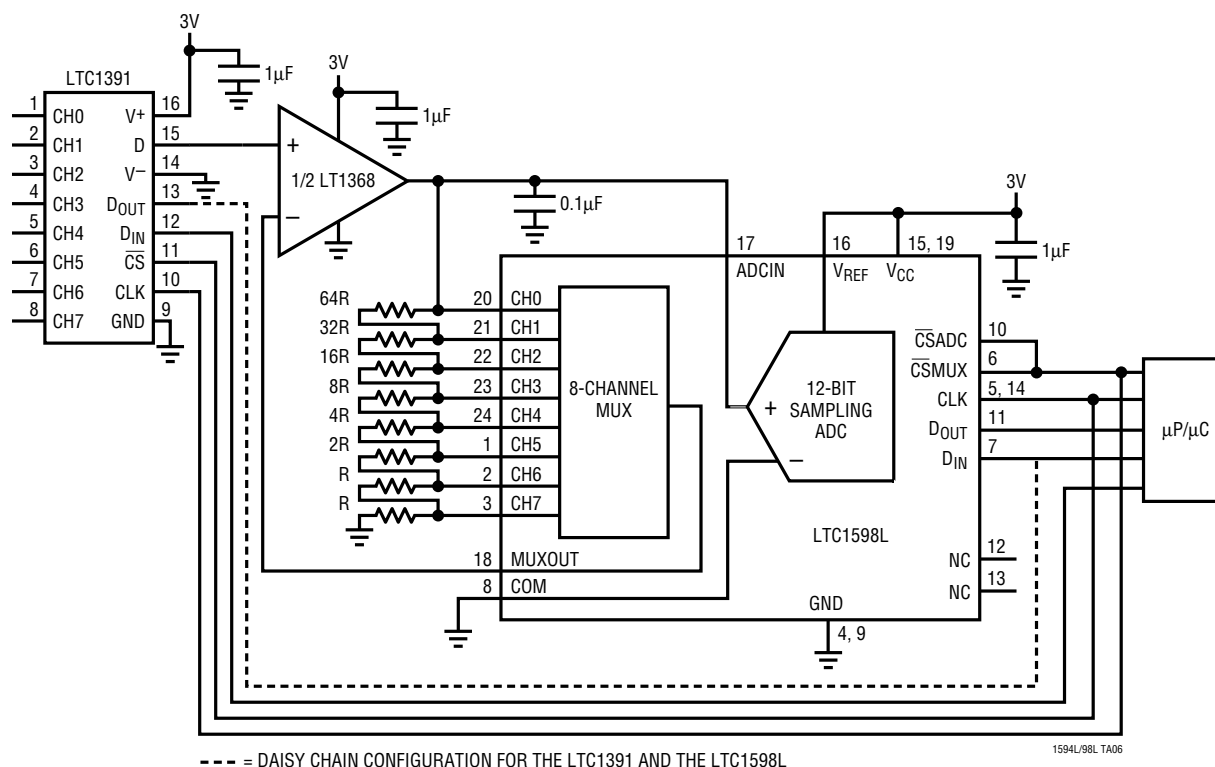 3V
1µF
LTC1391
1 CH0 V+ 16
2 CH1 D 15
3 CH2 V– 14
4 CH3 DOUT 13
5 CH4 DIN 12
6 CH5 CS 11
7 CH6 CLK 10
8 CH7 GND 9
3V
1µF
+
1/2 LT1368
–
0.1µF
3V
1µF
17 ADCIN
16 VREF
15, 19 VCC
64R 20 CH0
32R 21 CH1
16R 22 CH2
8R 23 CH3
4R 24 CH4
2R 1 CH5
R 2 CH6
R 3 CH7
8-CHANNEL
MUX
+
12-BIT
SAMPLING
ADC
–
LTC1598L
CSADC 10
CSMUX 6
CLK 5, 14
DOUT 11
DIN 7
NC 12
NC 13
µP/µC
18 MUXOUT
8 COM
GND
4, 9
1594L/98L TA06
= DAISY CHAIN CONFIGURATION FOR THE LTC1391 AND THE LTC1598L